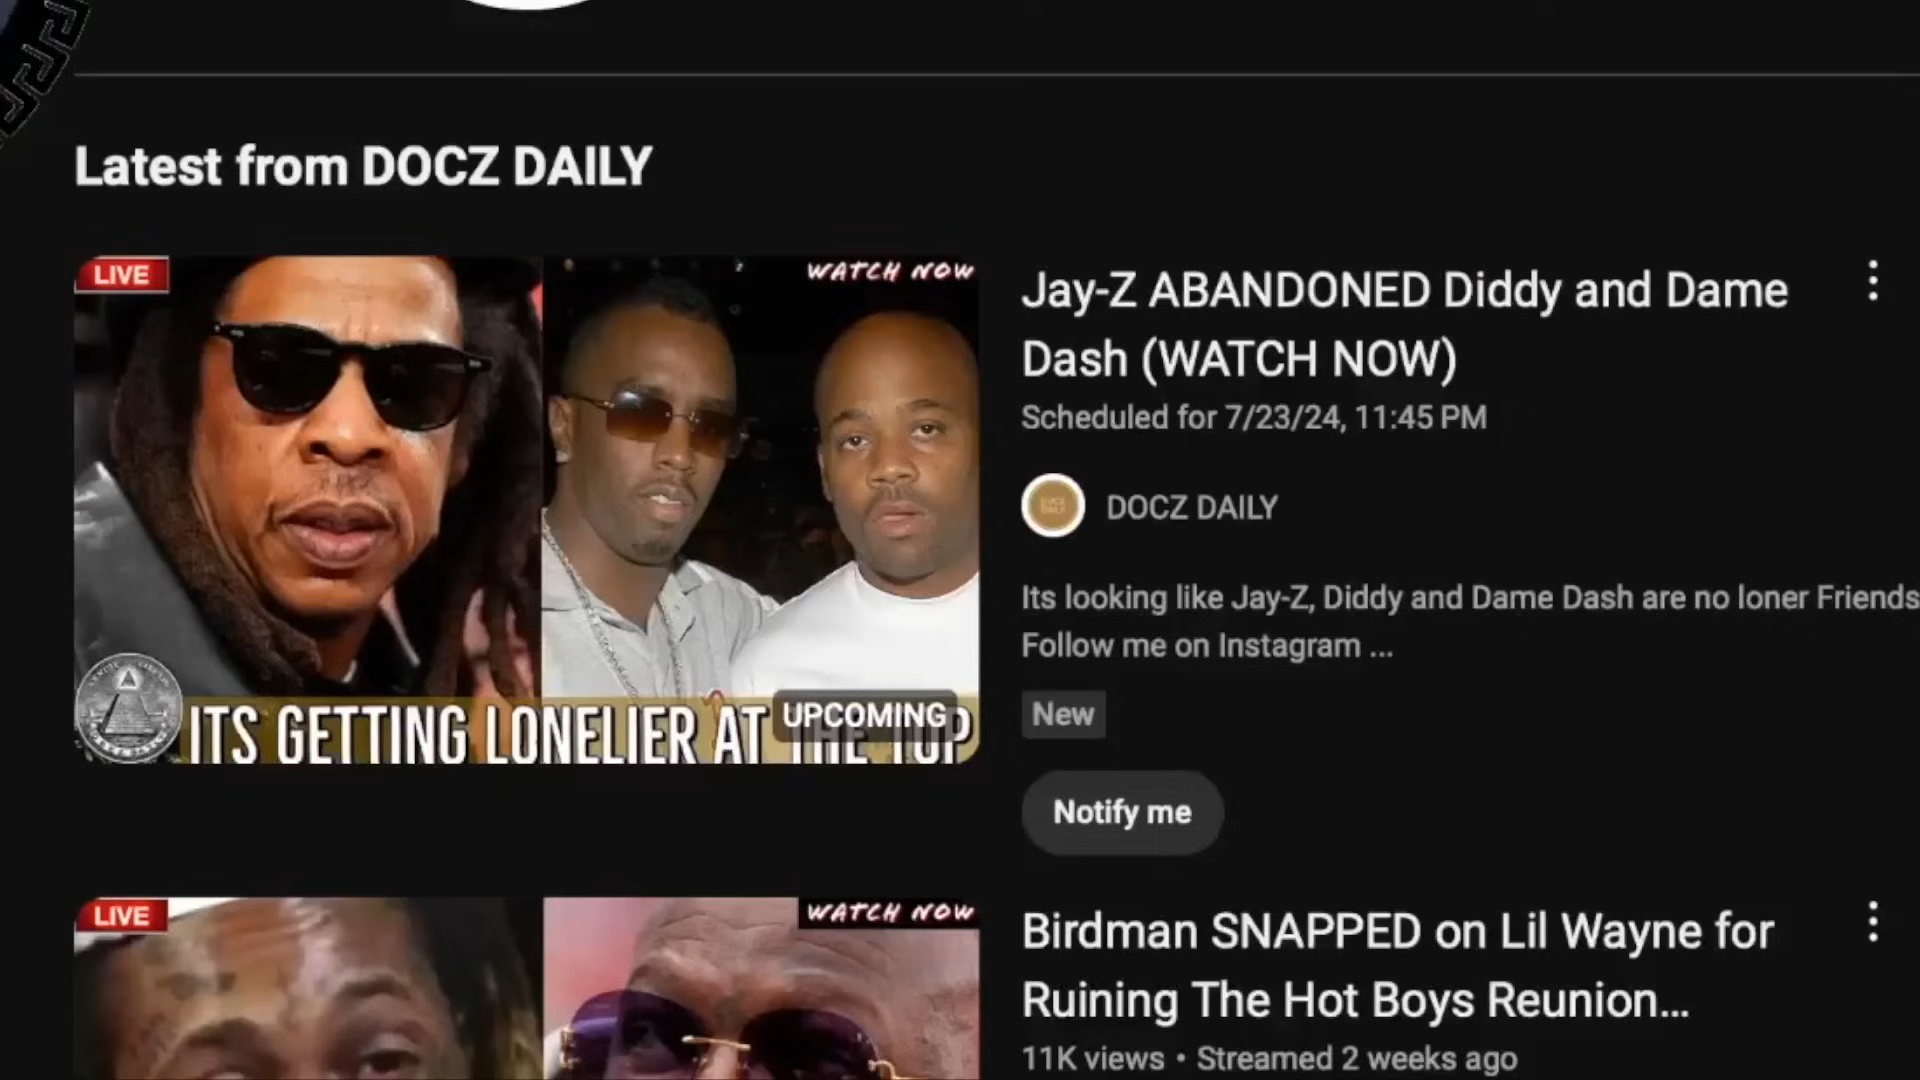 Latest from DOCZ DAILY
LIVE
WATCH NOW
ITS GETTING LONELIER AT THE TOP
UPCOMING
Jay-Z ABANDONED Diddy and Dame
Dash (WATCH NOW)
Scheduled for 7/23/24, 11:45 PM
DOCZ DAILY
Its looking like Jay-Z, Diddy and Dame Dash are no loner Friends
Follow me on Instagram ...
New
Notify me
LIVE
WATCH NOW
Birdman SNAPPED on Lil Wayne for
Ruining The Hot Boys Reunion...
11K views • Streamed 2 weeks ago